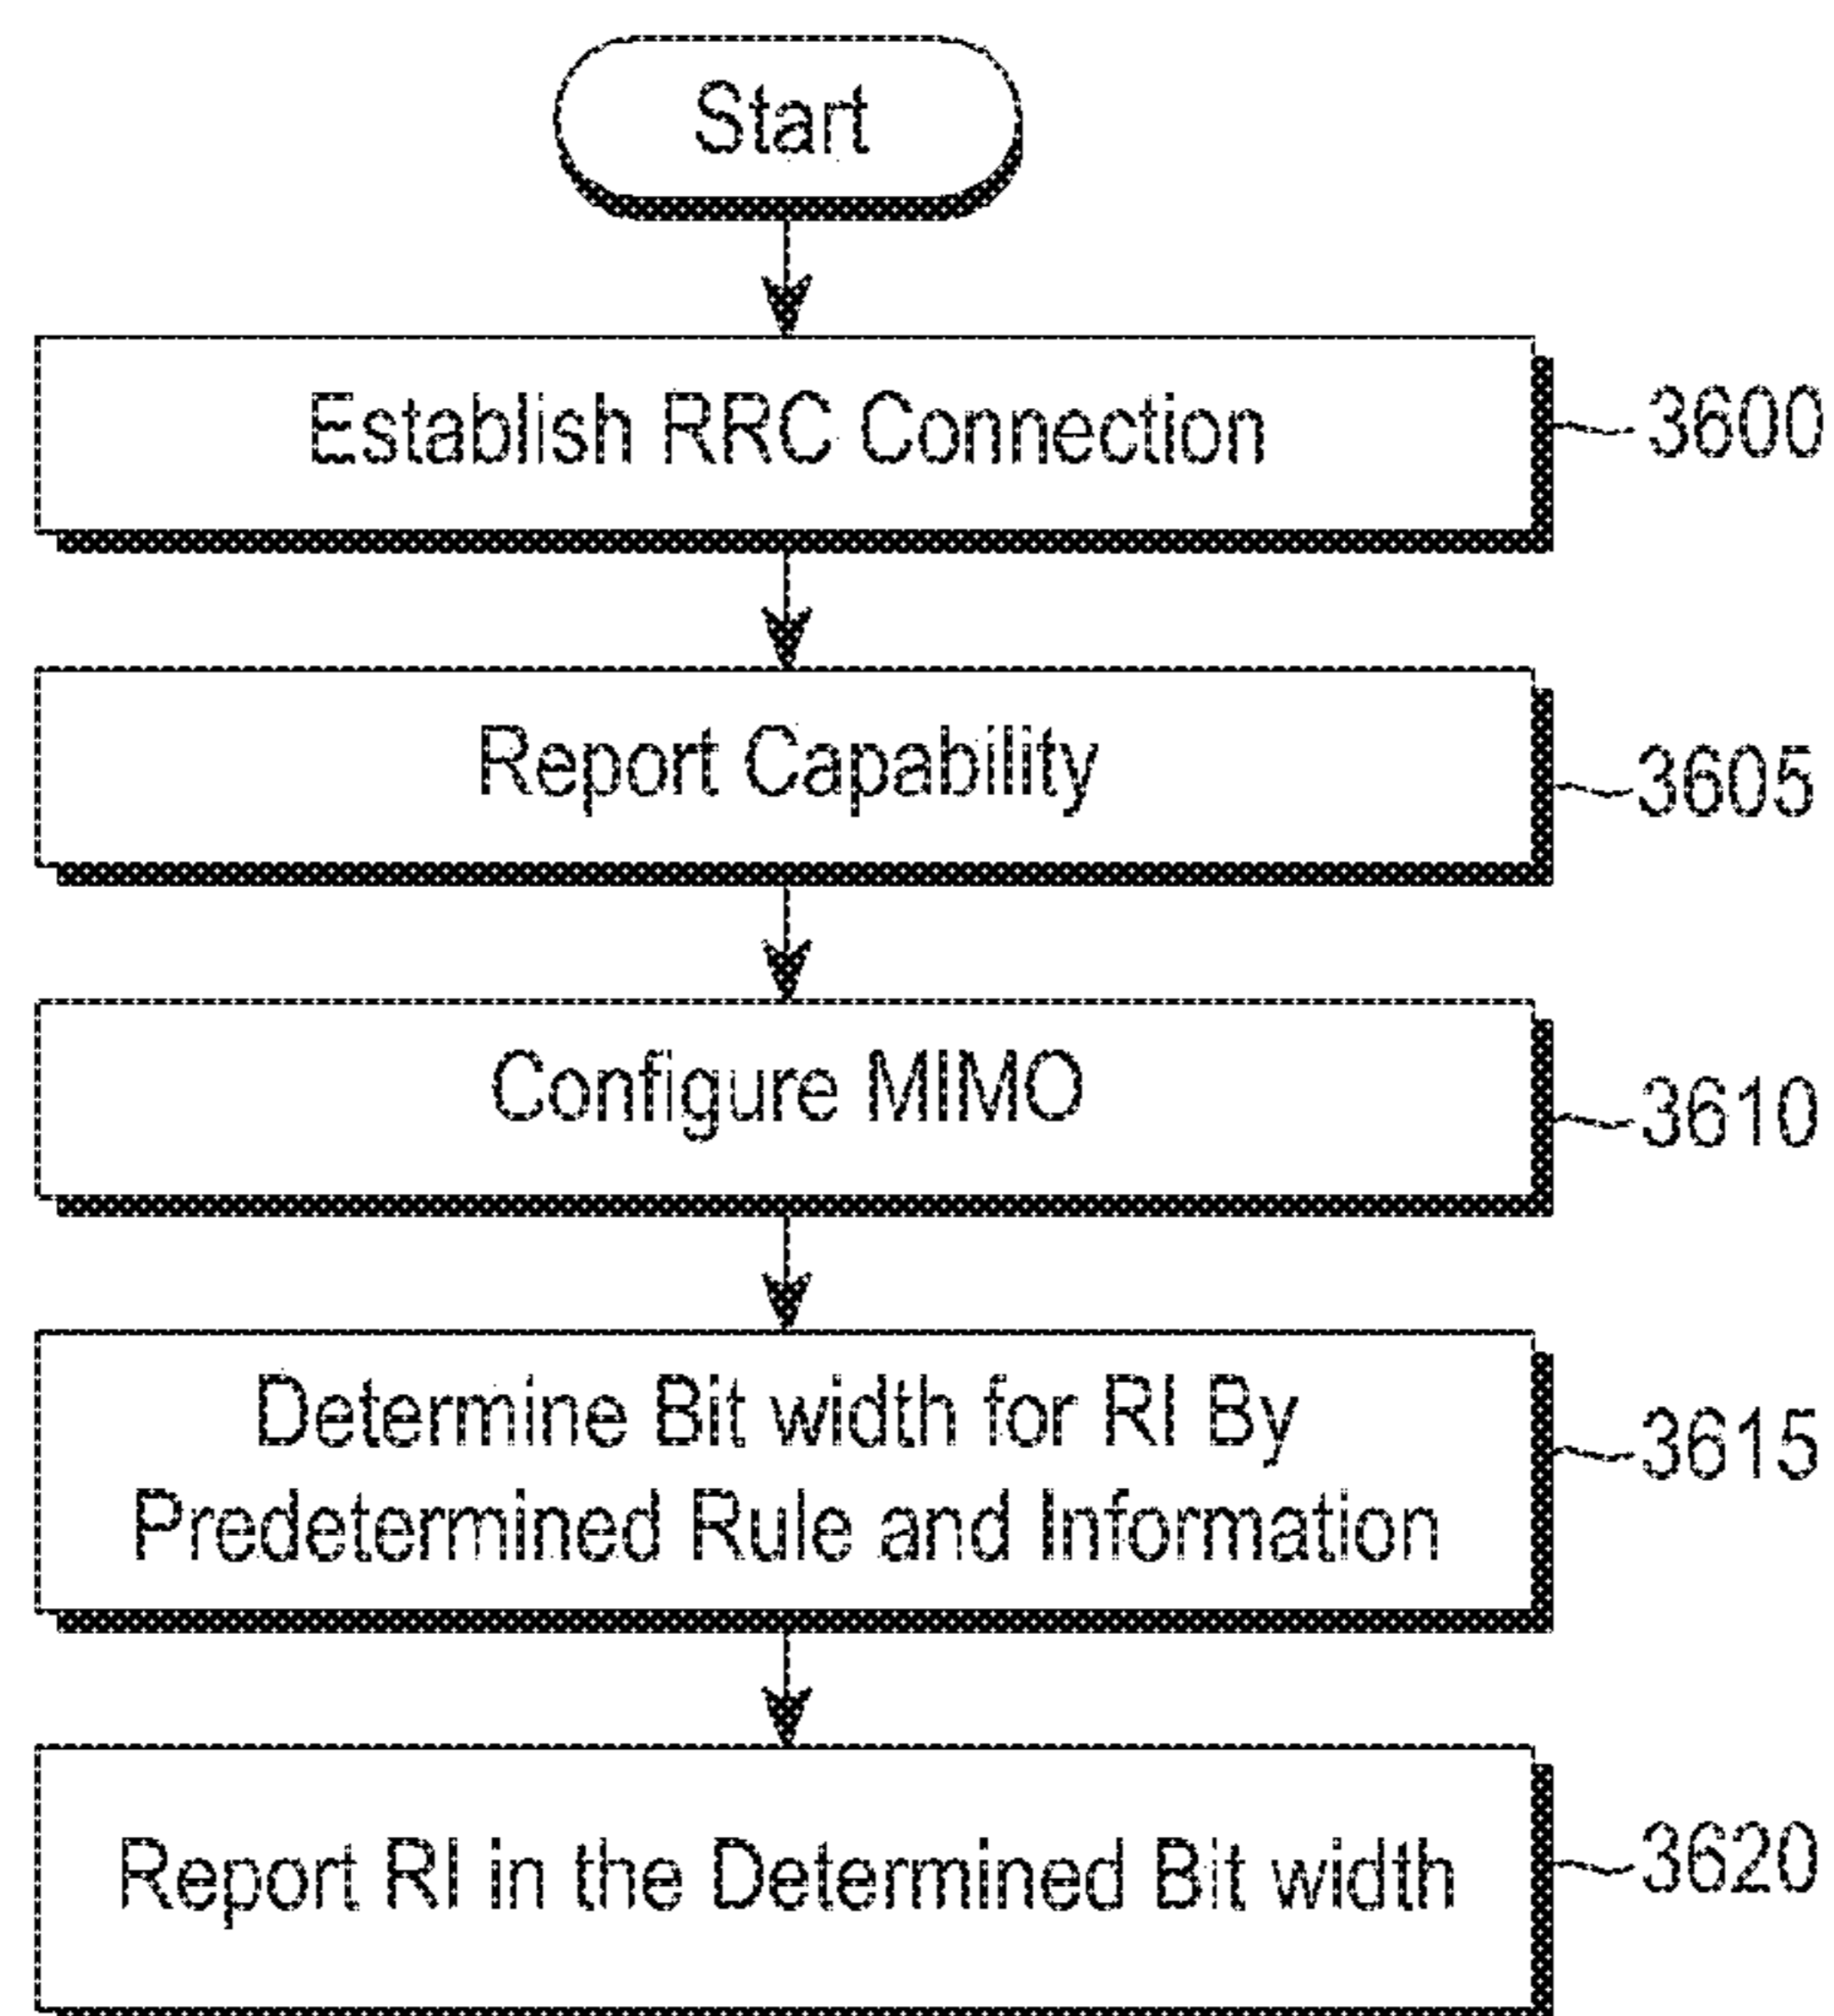 Start
Establish RRC Connection
3600
Report Capability
3605
Configure MIMO
3610
Determine Bit width for RI By
Predetermined Rule and Information
3615
Report RI in the Determined Bit width
3620